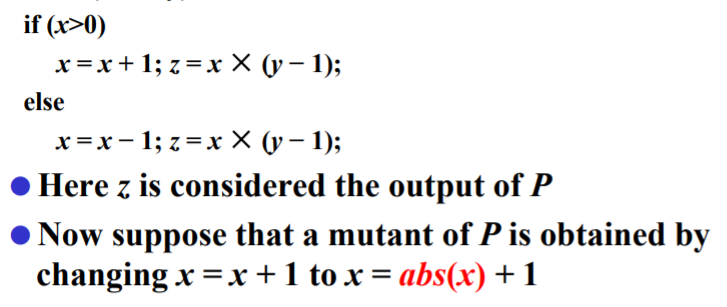 if (x>0)
x = x + 1; z = x × (y – 1);
else
x = x – 1; z = x × (y – 1);
● Here z is considered the output of P
● Now suppose that a mutant of P is obtained by
changing x = x + 1 to x = abs(x) + 1